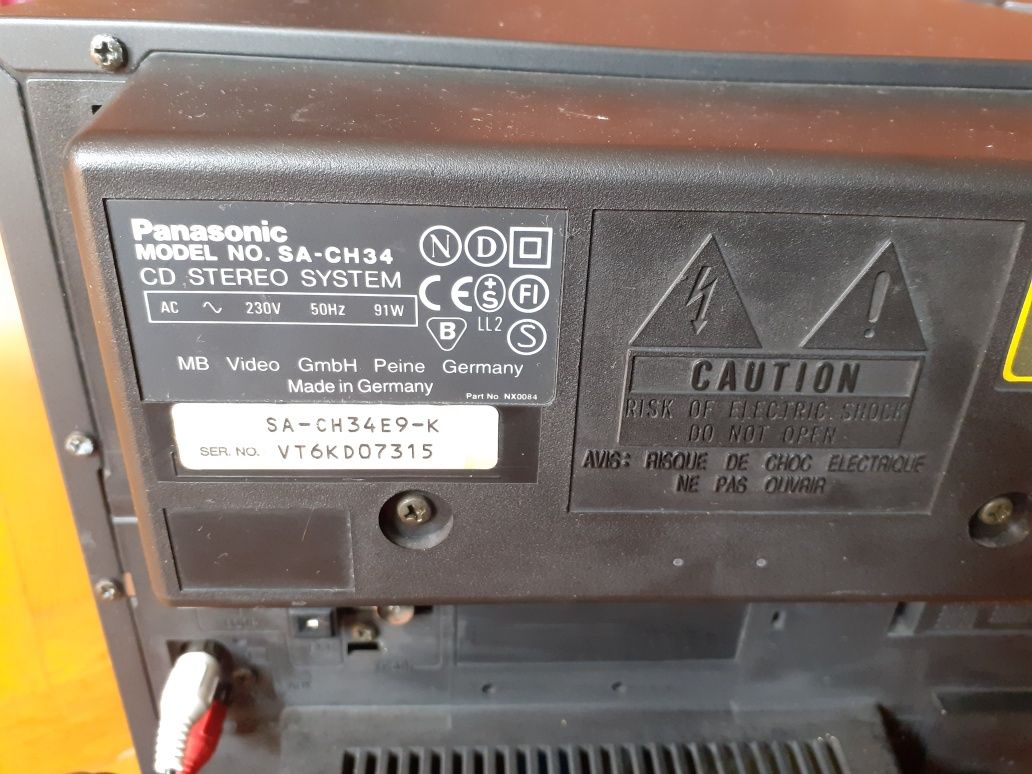 Panasonic
MODEL NO. SA-CH34
CD STEREO SYSTEM
AC 230V 50Hz 91W
N D
CE +S FI
B LL2 S
MB Video GmbH Peine Germany
Made in Germany
Part No NX0084
SA-CH34E9-K
SER. NO. VT6KD07315
CAUTION
RISK OF ELECTRIC SHOCK
DO NOT OPEN
AVIS: RISQUE DE CHOC ELECTRIQUE
NE PAS OUVRIR